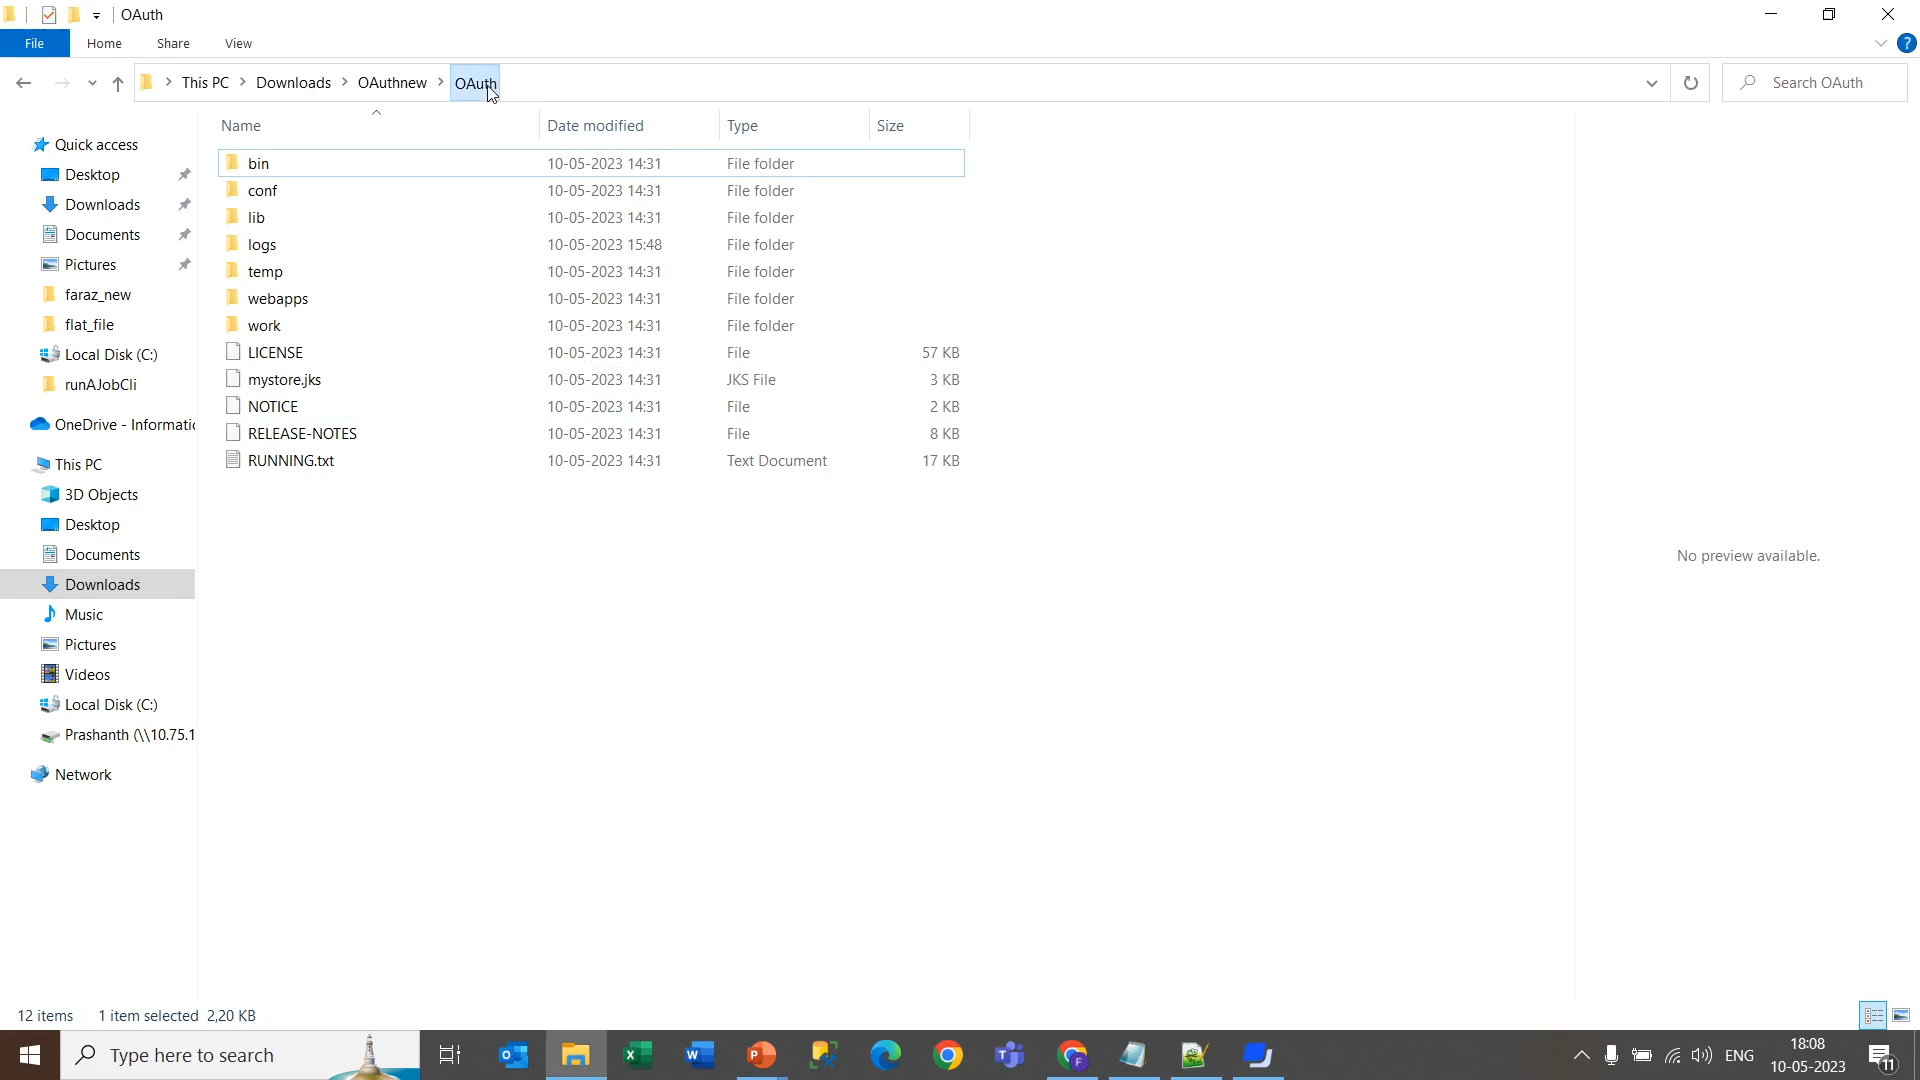 OAuth
File Home Share View
This PC Downloads OAuthnew OAuth
Search OAuth
Name Date modified Type Size
Quick access
Desktop
Downloads
Documents
Pictures
faraz_new
flat_file
Local Disk (C:)
runAJobCli
OneDrive - Informatic
This PC
3D Objects
Desktop
Documents
Downloads
Music
Pictures
Videos
Local Disk (C:)
Prashanth (\\10.75.1
Network
bin 10-05-2023 14:31 File folder
conf 10-05-2023 14:31 File folder
lib 10-05-2023 14:31 File folder
logs 10-05-2023 15:48 File folder
temp 10-05-2023 14:31 File folder
webapps 10-05-2023 14:31 File folder
work 10-05-2023 14:31 File folder
LICENSE 10-05-2023 14:31 File 57 KB
mystore.jks 10-05-2023 14:31 JKS File 3 KB
NOTICE 10-05-2023 14:31 File 2 KB
RELEASE-NOTES 10-05-2023 14:31 File 8 KB
RUNNING.txt 10-05-2023 14:31 Text Document 17 KB
No preview available.
12 items 1 item selected 2,20 KB
Type here to search
ENG
18:08
10-05-2023
11